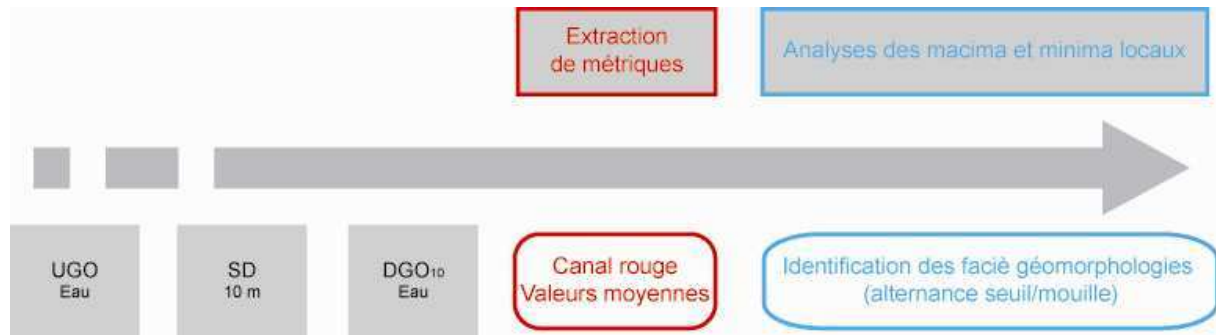 Extraction
de métriques
Analyses des macima et minima locaux
UGO
Eau
SD
10 m
DGO10
Eau
Canal rouge
Valeurs moyennes
Identification des faciè géomorphologies
(alternance seuil/mouille)